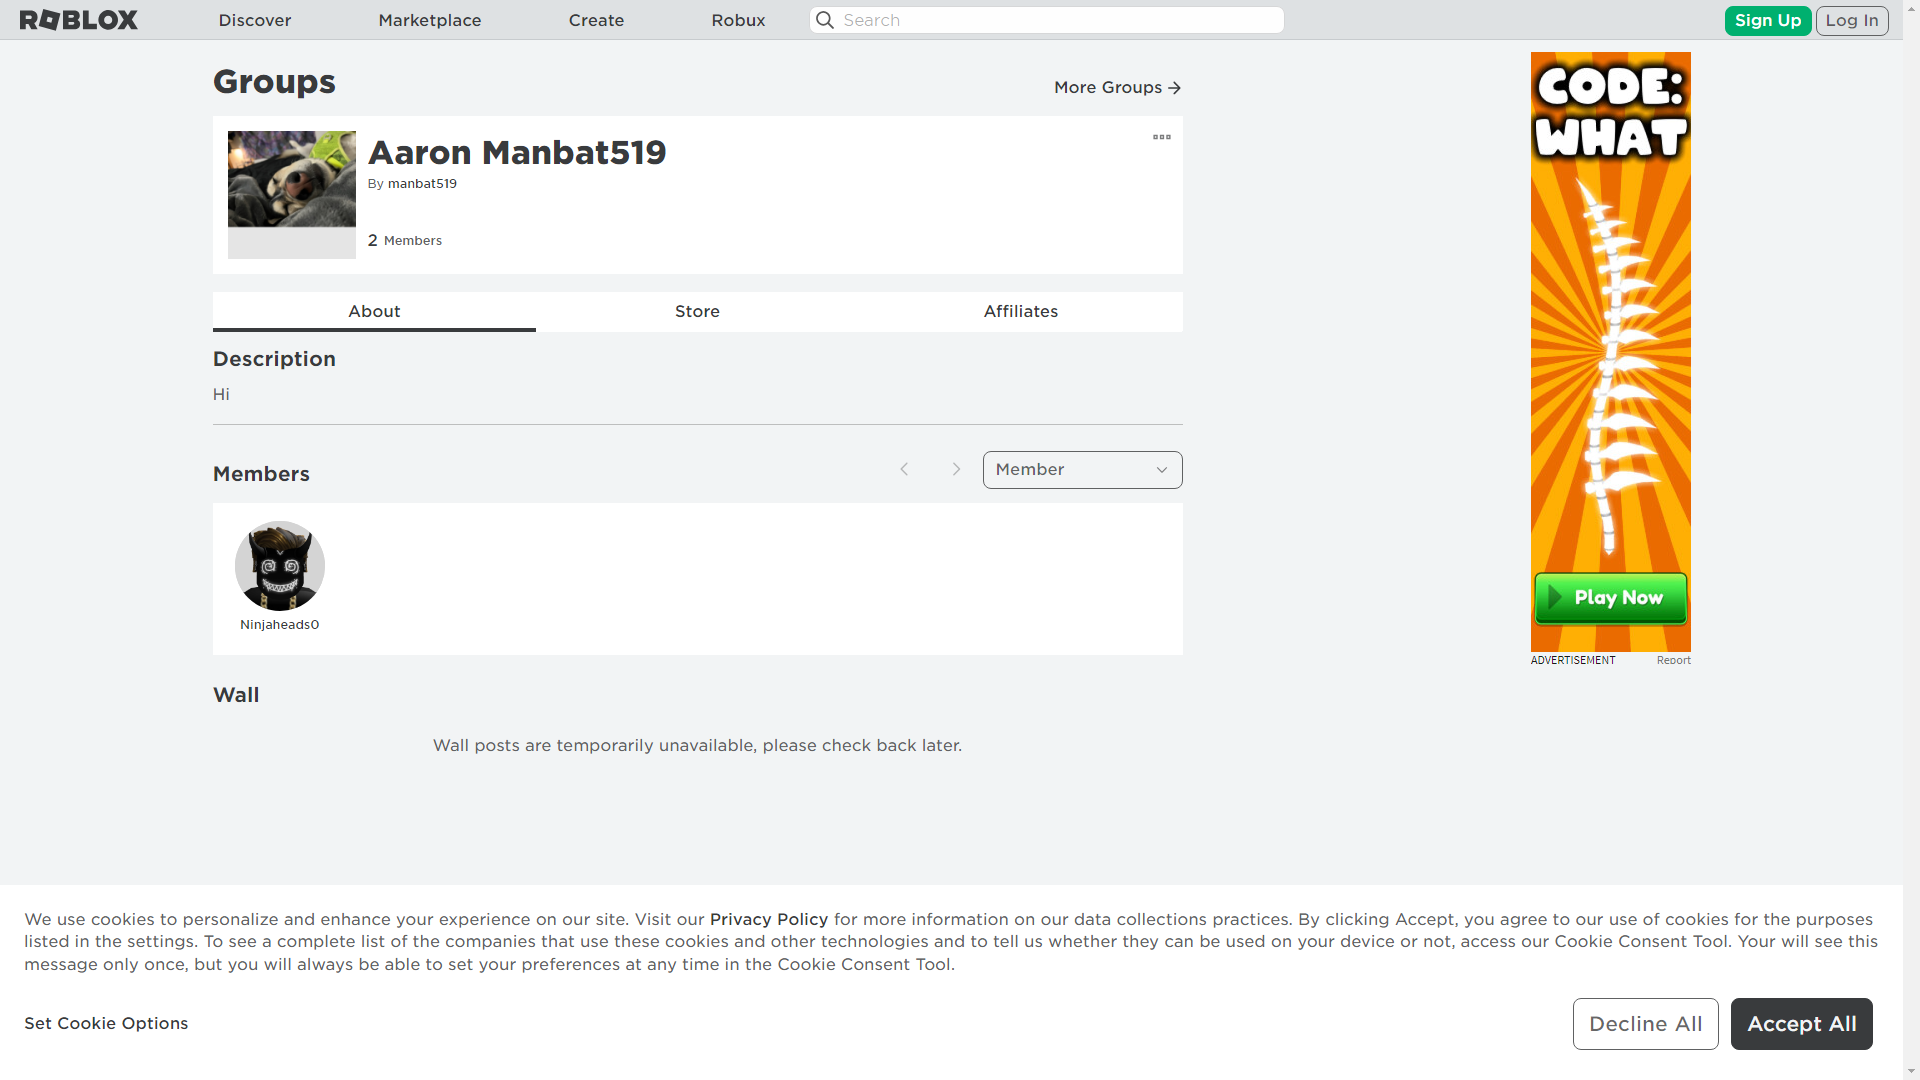 ROBLOX
Discover
Marketplace
Create
Robux
Search
Sign Up
Log In
Groups
More Groups
Aaron Manbat519
By manbat519
2 Members
About
Store
Affiliates
Description
Hi
Members
Member
Ninjaheads0
Wall
Wall posts are temporarily unavailable, please check back later.
CODE:
WHAT
Play Now
ADVERTISEMENT
Report
We use cookies to personalize and enhance your experience on our site. Visit our Privacy Policy for more information on our data collections practices. By clicking Accept, you agree to our use of cookies for the purposes
listed in the settings. To see a complete list of the companies that use these cookies and other technologies and to tell us whether they can be used on your device or not, access our Cookie Consent Tool. Your will see this
message only once, but you will always be able to set your preferences at any time in the Cookie Consent Tool.
Set Cookie Options
Decline All
Accept All